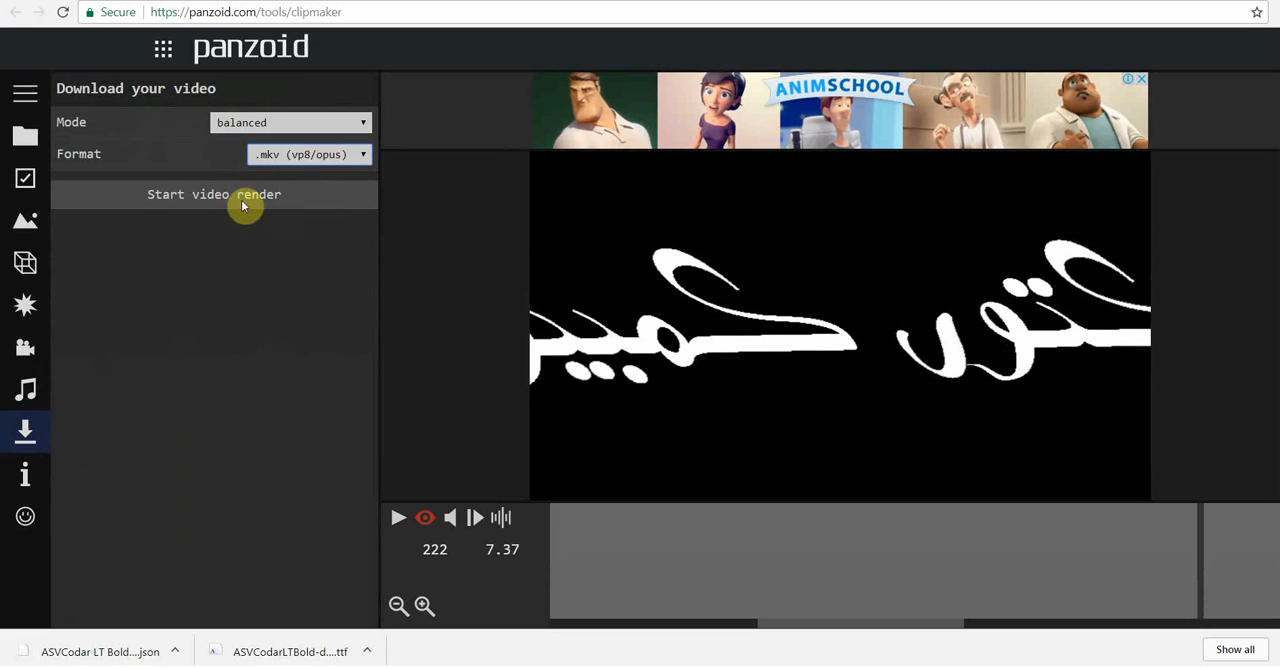 Secure
https://panzoid.com/tools/clipmaker
panzoid
Download your video
Mode
balanced
Format
.mkv (vp8/opus)
Start video render
ANIMSCHOOL
222
7.37
ASVCodar LT Bold....json
ASVCodarLTBold-d....ttf
Show all